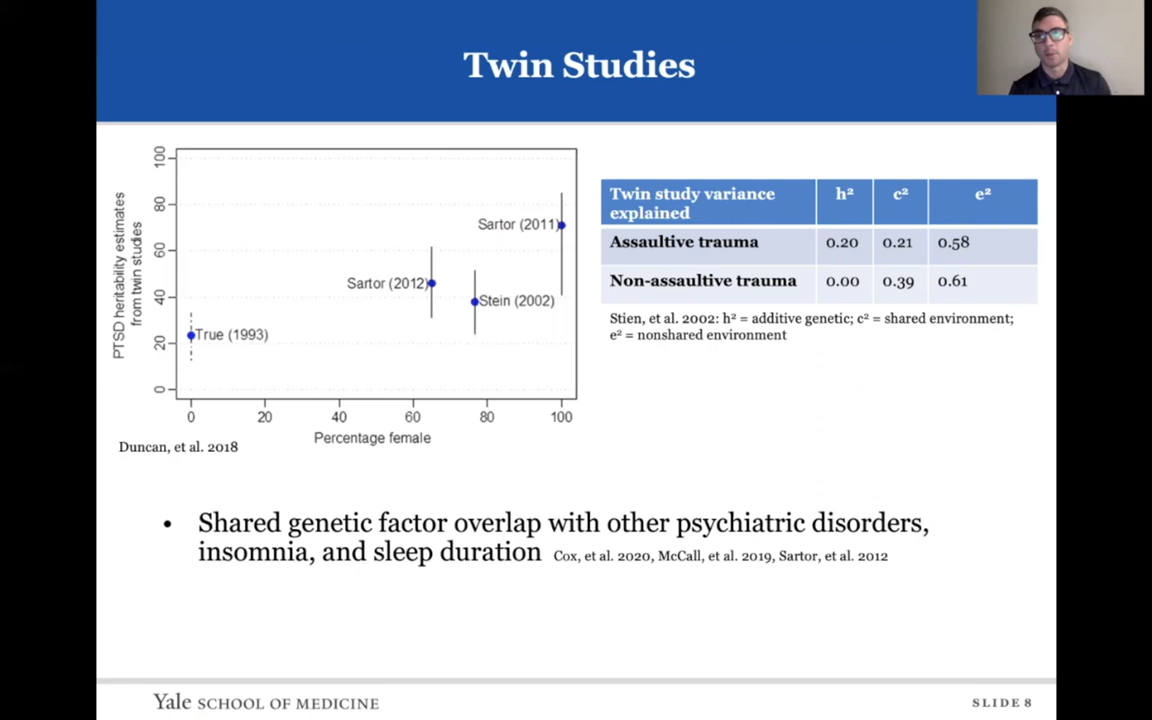 Twin Studies
PTSD heritability estimates
from twin studies
100
80
60
40
20
0
Sartor (2011)
Sartor (2012)
Stein (2002)
True (1993)
0 20 40 60 80 100
Percentage female
Duncan, et al. 2018
Twin study variance explained h² c² e²
Assaultive trauma 0.20 0.21 0.58
Non-assaultive trauma 0.00 0.39 0.61
Stien, et al. 2002: h² = additive genetic; c² = shared environment;
e² = nonshared environment
• Shared genetic factor overlap with other psychiatric disorders,
insomnia, and sleep duration Cox, et al. 2020, McCall, et al. 2019, Sartor, et al. 2012
Yale SCHOOL OF MEDICINE
SLIDE 8